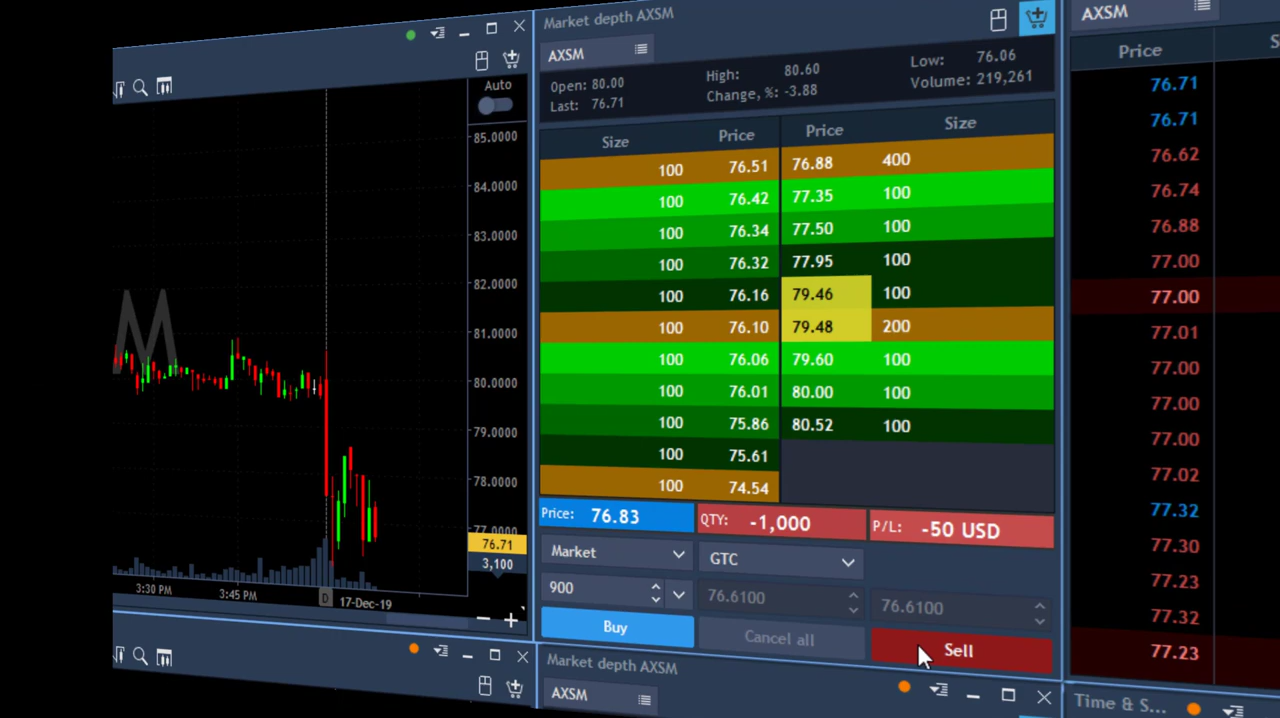 Auto
85.0000
84.0000
83.0000
82.0000
81.0000
80.0000
79.0000
78.0000
77.0000
76.71
3,100
3:30 PM
3:45 PM
D
17-Dec-19
M
Market depth AXSM
AXSM
Open: 80.00 High: 80.60 Low: 76.06
Last: 76.71 Change, %: -3.88 Volume: 219,261
Size Price Price Size
100 76.51 76.88 400
100 76.42 77.35 100
100 76.34 77.50 100
100 76.32 77.95 100
100 76.16 79.46 100
100 76.10 79.48 200
100 76.06 79.60 100
100 76.01 80.00 100
100 75.86 80.52 100
100 75.61
100 74.54
Price: 76.83 QTY: -1,000 P/L: -50 USD
Market GTC
900 76.6100 76.6100
Buy Cancel all Sell
Market depth AXSM
AXSM
AXSM
Price
76.71
76.71
76.62
76.74
76.88
77.00
77.00
77.01
77.00
77.00
77.00
77.02
77.32
77.30
77.23
77.32
77.23
Time & S...